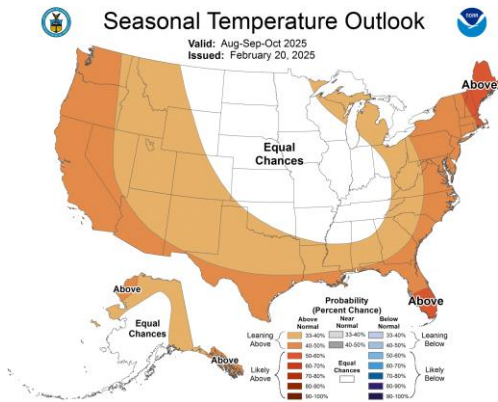 Seasonal Temperature Outlook
Valid: Aug-Sep-Oct 2025
Issued: February 20, 2025
noaa
Above
Equal
Chances
Above
Above
Equal
Chances
Above
Probability
(Percent Chance)
Above
Normal
Near
Normal
Below
Normal
Leaning
Above
33-40%
40-50%
33-40%
40-50%
33-40%
40-50%
Leaning
Below
Likely
Above
50-60%
60-70%
70-80%
80-90%
90-100%
Equal
Chances
50-60%
60-70%
70-80%
80-90%
90-100%
Likely
Below